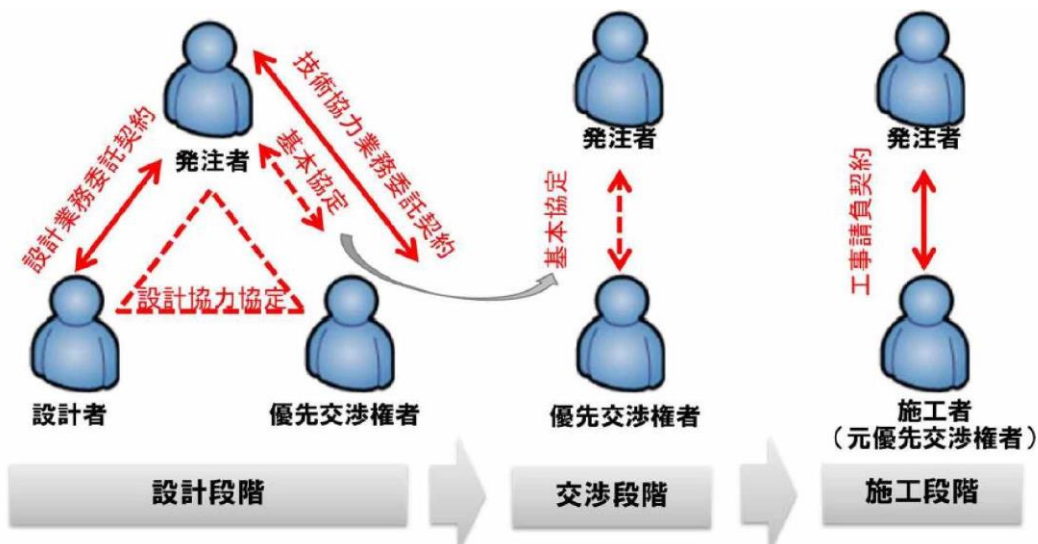 発注者
設計業務委託契約
技術協力業務委託契約
基本協定
設計協力協定
設計者
優先交渉権者
設計段階
発注者
基本協定
優先交渉権者
交渉段階
発注者
工事請負契約
施工者
（元優先交渉権者）
施工段階